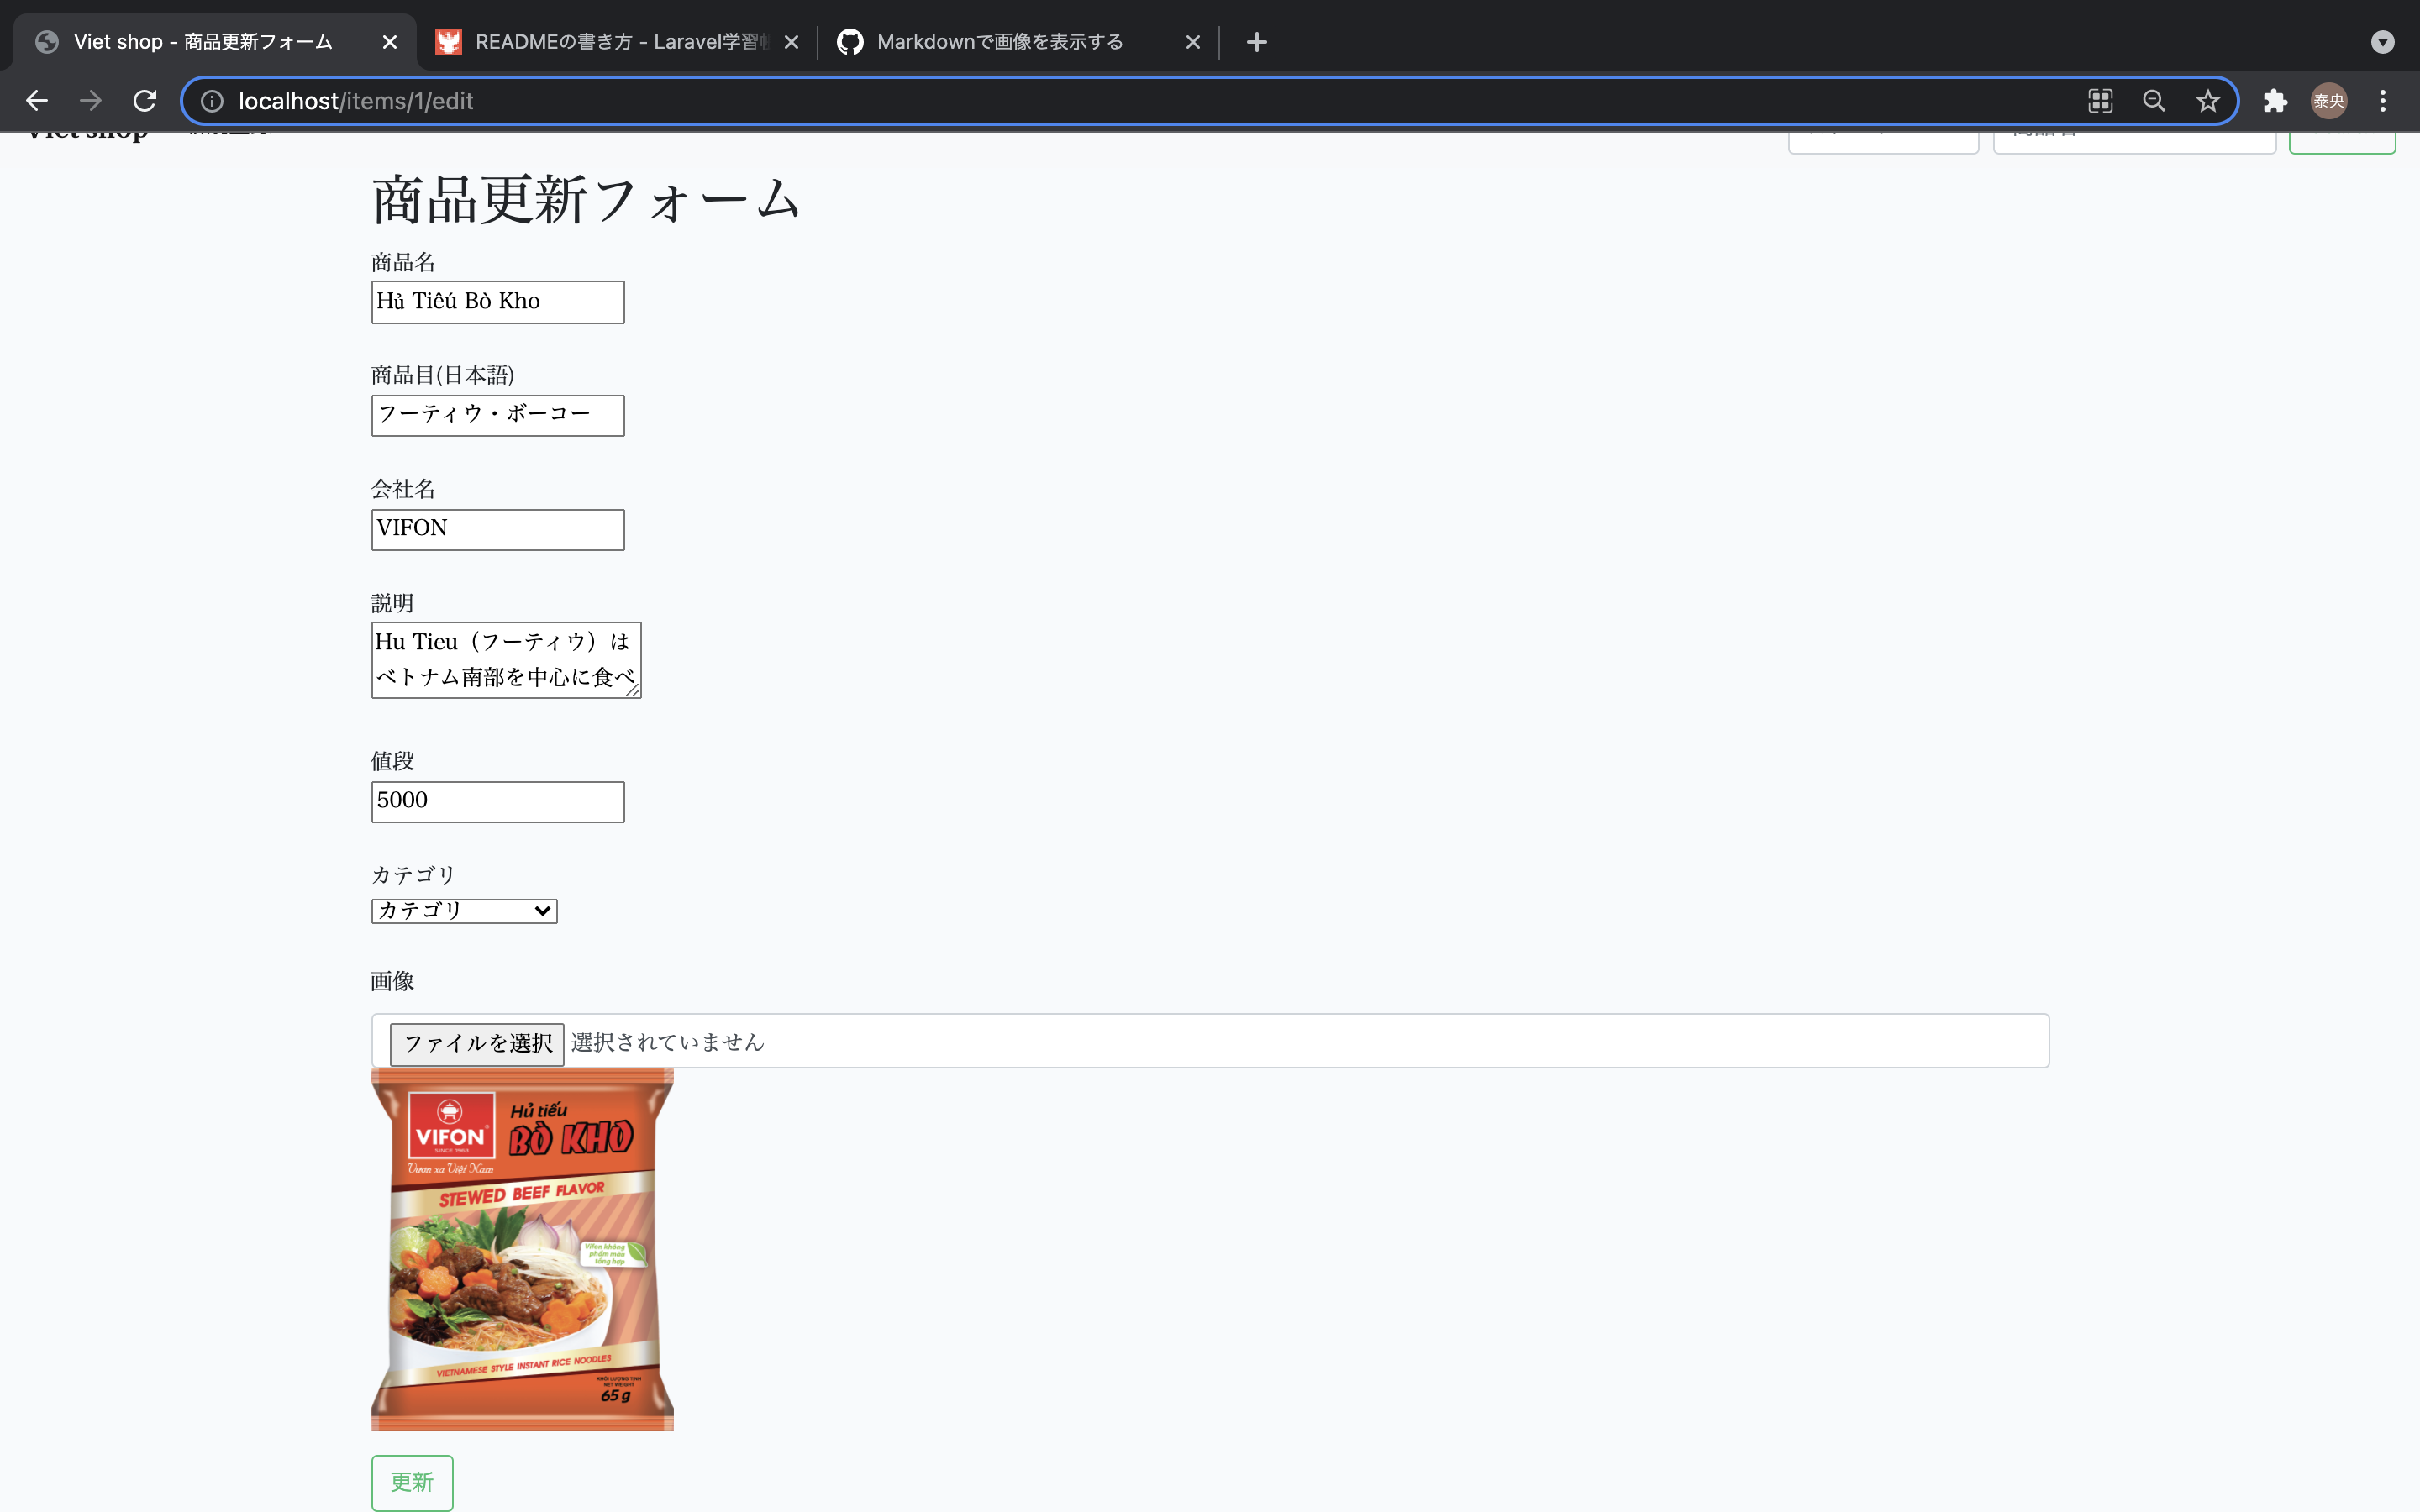 Viet shop - 商品更新フォーム
READMEの書き方 - Laravel学習帳
Markdownで画像を表示する
localhost/items/1/edit
泰央
Viet shop
商品更新フォーム
商品名
Hủ Tiếu Bò Kho
商品目(日本語)
フーティウ・ボーコー
会社名
VIFON
説明
Hu Tieu（フーティウ）は
ベトナム南部を中心に食べ
値段
5000
カテゴリ
カテゴリ
画像
ファイルを選択 選択されていません
VIFON
SINCE 1963
Vươn xa Việt Nam
Hủ tiếu
BÒ KHO
STEWED BEEF FLAVOR
Vifon không
phẩm màu
tổng hợp
VIETNAMESE STYLE INSTANT RICE NOODLES
KHỐI LƯỢNG TỊNH
NET WEIGHT
65 g
更新